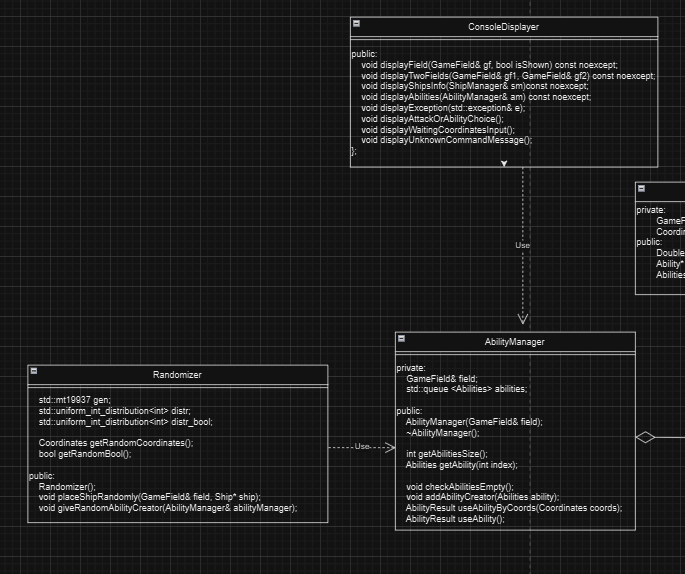 ConsoleDisplayer
public:
void displayField(GameField& gf, bool isShown) const noexcept;
void displayTwoFields(GameField& gf1, GameField& gf2) const noexcept;
void displayShipsInfo(ShipManager& sm)const noexcept;
void displayAbilities(AbilityManager& am) const noexcept;
void displayException(std::exception& e);
void displayAttackOrAbilityChoice();
void displayWaitingCoordinatesInput();
void displayUnknownCommandMessage();
};
Use
private:
GameF
Coordin
public:
Double
Ability*
Abilities
AbilityManager
private:
GameField& field;
std::queue <Abilities> abilities;
public:
AbilityManager(GameField& field);
~AbilityManager();
int getAbilitiesSize();
Abilities getAbility(int index);
void checkAbilitiesEmpty();
void addAbilityCreator(Abilities ability);
AbilityResult useAbilityByCoords(Coordinates coords);
AbilityResult useAbility();
Randomizer
std::mt19937 gen;
std::uniform_int_distribution<int> distr;
std::uniform_int_distribution<int> distr_bool;
Coordinates getRandomCoordinates();
bool getRandomBool();
public:
Randomizer();
void placeShipRandomly(GameField& field, Ship* ship);
void giveRandomAbilityCreator(AbilityManager& abilityManager);
Use